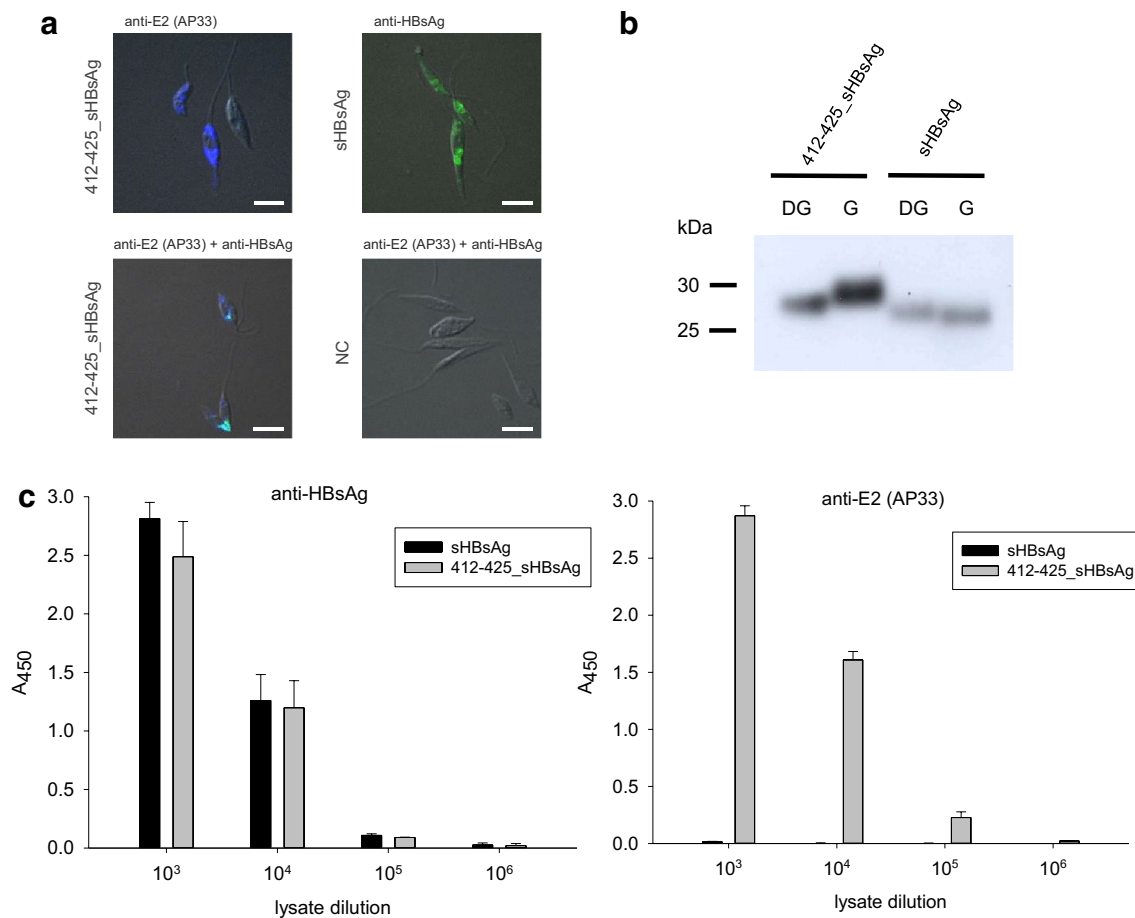 a
anti-E2 (AP33)
anti-HBsAg
412-425_sHBsAg
sHBsAg
anti-E2 (AP33) + anti-HBsAg
anti-E2 (AP33) + anti-HBsAg
412-425_sHBsAg
NC
b
412-425_sHBsAg
sHBsAg
DG G DG G
kDa
30
25
c
anti-HBsAg
3.0
2.5
2.0
1.5
1.0
0.5
0.0
A450
sHBsAg
412-425_sHBsAg
10³ 10⁴ 10⁵ 10⁶
lysate dilution
anti-E2 (AP33)
3.0
2.5
2.0
1.5
1.0
0.5
0.0
A450
sHBsAg
412-425_sHBsAg
10³ 10⁴ 10⁵ 10⁶
lysate dilution